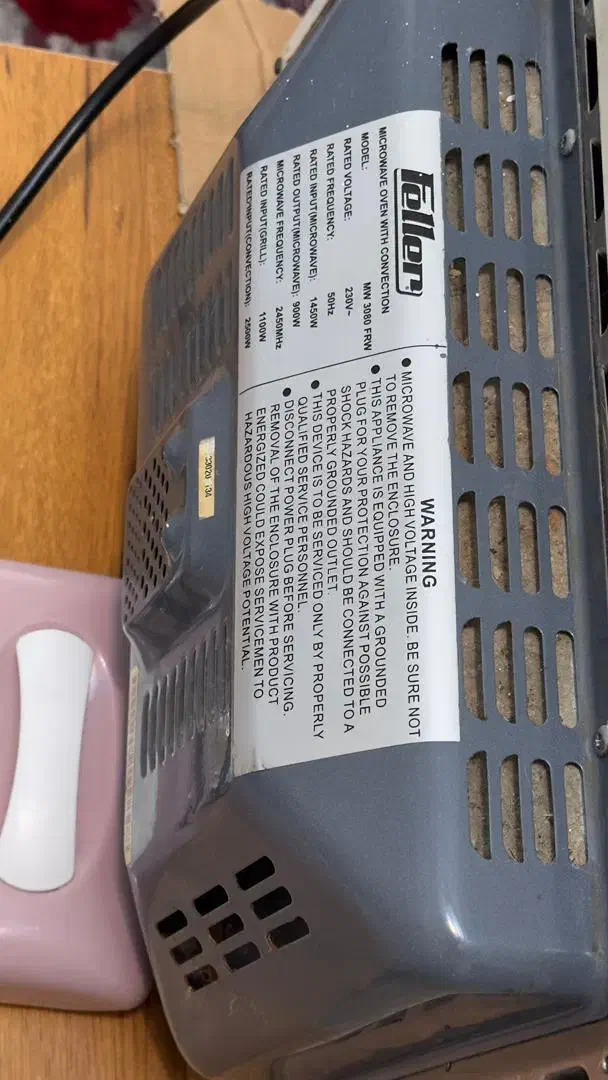 Feller
MICROWAVE OVEN WITH CONVECTION
MODEL: MW 3080 FRW
RATED VOLTAGE: 230V~
RATED FREQUENCY: 50Hz
RATED INPUT(MICROWAVE): 1450W
RATED OUTPUT(MICROWAVE): 900W
MICROWAVE FREQUENCY: 2450MHz
RATED INPUT(GRILL): 1100W
RATED INPUT(CONVECTION): 2500W
WARNING
● MICROWAVE AND HIGH VOLTAGE INSIDE. BE SURE NOT
TO REMOVE THE ENCLOSURE.
● THIS APPLIANCE IS EQUIPPED WITH A GROUNDED
PLUG FOR YOUR PROTECTION AGAINST POSSIBLE
SHOCK HAZARDS AND SHOULD BE CONNECTED TO A
PROPERLY GROUNDED OUTLET.
● THIS DEVICE IS TO BE SERVICED ONLY BY PROPERLY
QUALIFIED SERVICE PERSONNEL.
● DISCONNECT POWER PLUG BEFORE SERVICING.
REMOVAL OF THE ENCLOSURE WITH PRODUCT
ENERGIZED COULD EXPOSE SERVICEMEN TO
HAZARDOUS HIGH VOLTAGE POTENTIAL.